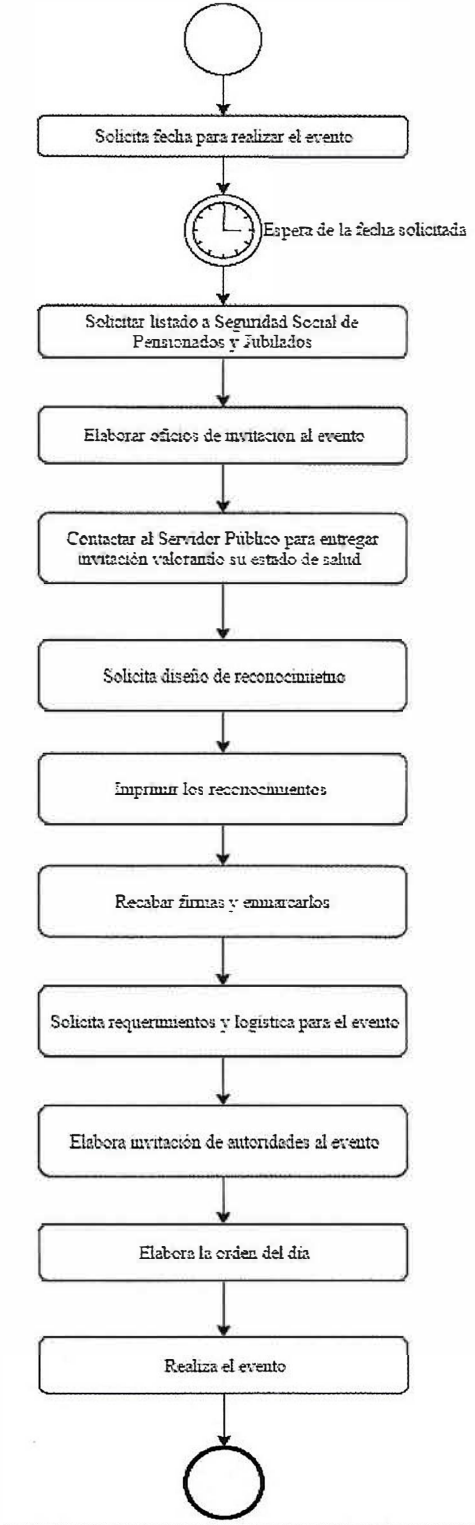 Solicita fecha para realizar el evento
Espera de la fecha solicitada
Solicitar listado a Seguridad Social de
Pensionados y Jubilados
Elaborar oficios de invitación al evento
Contactar al Servidor Público para entregar
invitación valorando su estado de salud
Solicita diseño de reconocimietno
Imprimir los reconocimientos
Recabar firmas y enmarcarlos
Solicita requerimientos y logística para el evento
Elabora invitación de autoridades al evento
Elabora la orden del día
Realiza el evento